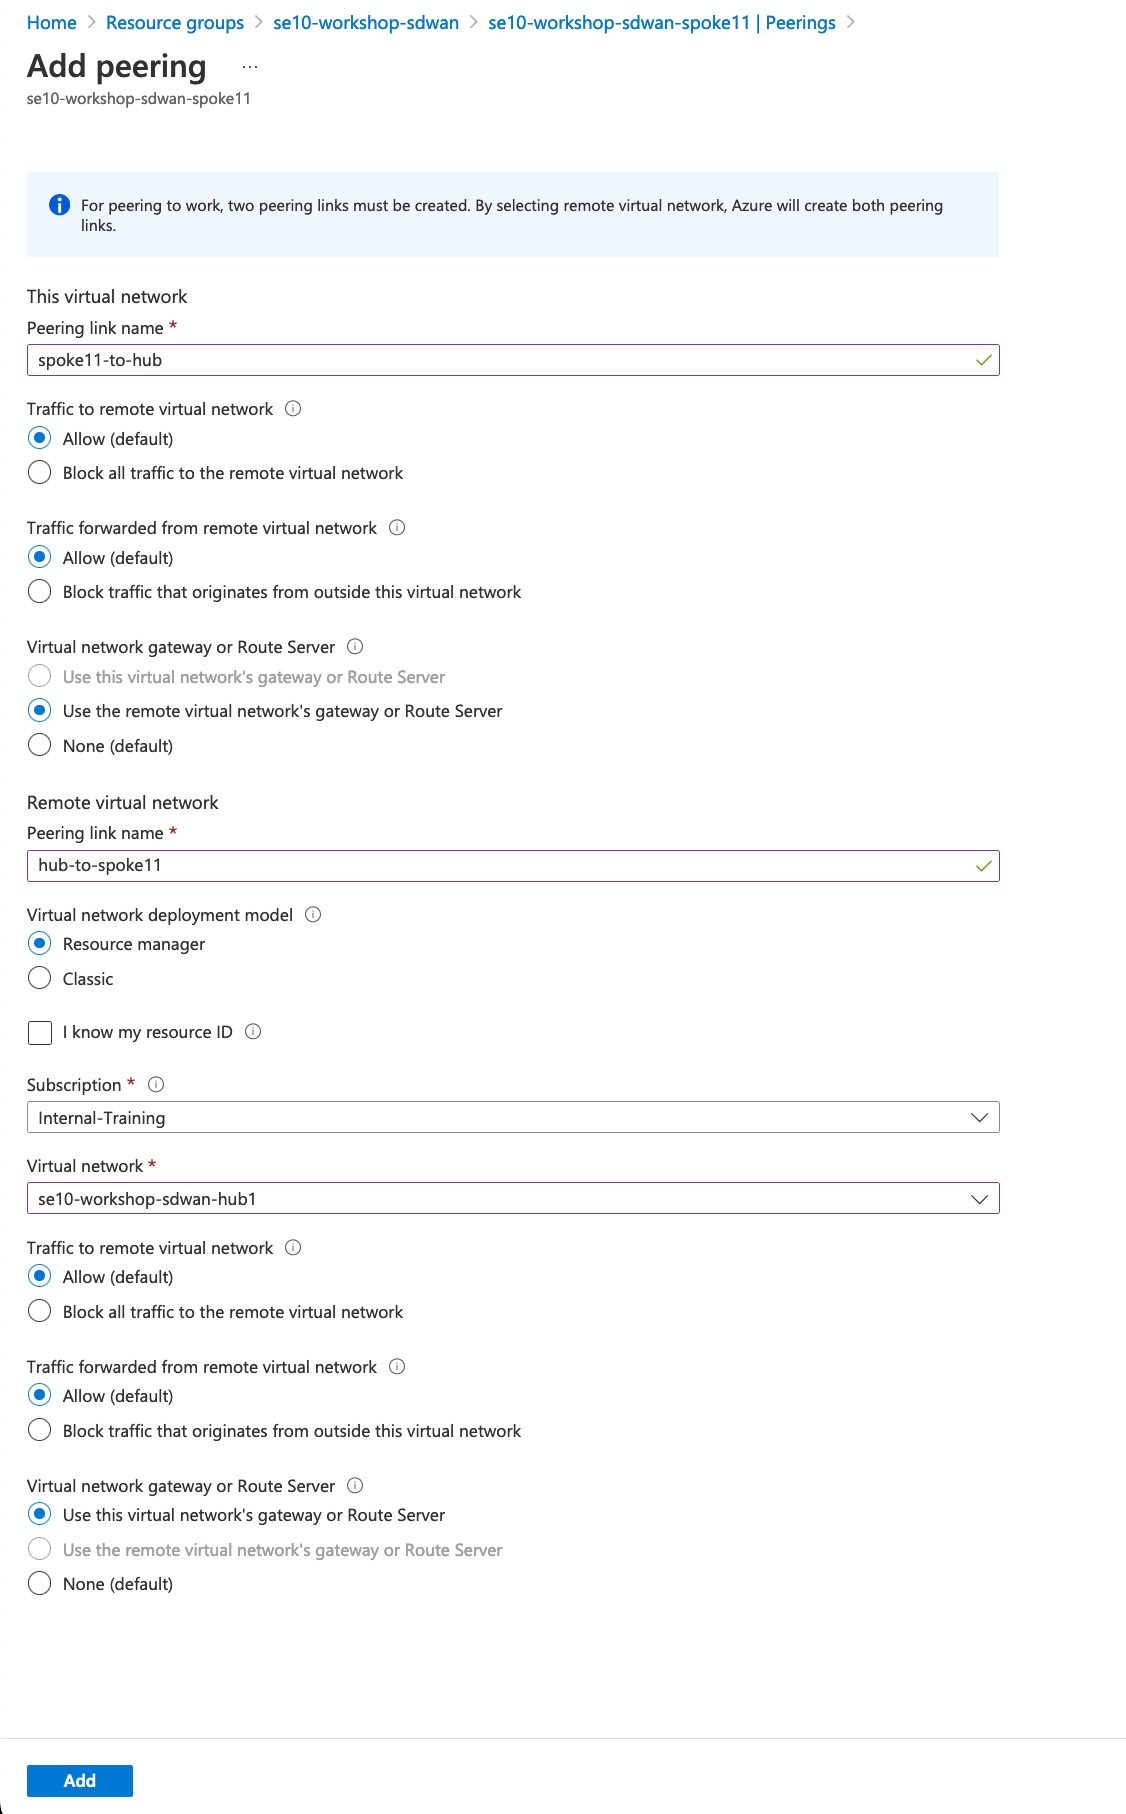 Home > Resource groups > se10-workshop-sdwan > se10-workshop-sdwan-spoke11 | Peerings >
Add peering ...
se10-workshop-sdwan-spoke11
For peering to work, two peering links must be created. By selecting remote virtual network, Azure will create both peering
links.
This virtual network
Peering link name *
spoke11-to-hub
Traffic to remote virtual network
Allow (default)
Block all traffic to the remote virtual network
Traffic forwarded from remote virtual network
Allow (default)
Block traffic that originates from outside this virtual network
Virtual network gateway or Route Server
Use this virtual network's gateway or Route Server
Use the remote virtual network's gateway or Route Server
None (default)
Remote virtual network
Peering link name *
hub-to-spoke11
Virtual network deployment model
Resource manager
Classic
I know my resource ID
Subscription *
Internal-Training
Virtual network *
se10-workshop-sdwan-hub1
Traffic to remote virtual network
Allow (default)
Block all traffic to the remote virtual network
Traffic forwarded from remote virtual network
Allow (default)
Block traffic that originates from outside this virtual network
Virtual network gateway or Route Server
Use this virtual network's gateway or Route Server
Use the remote virtual network's gateway or Route Server
None (default)
Add